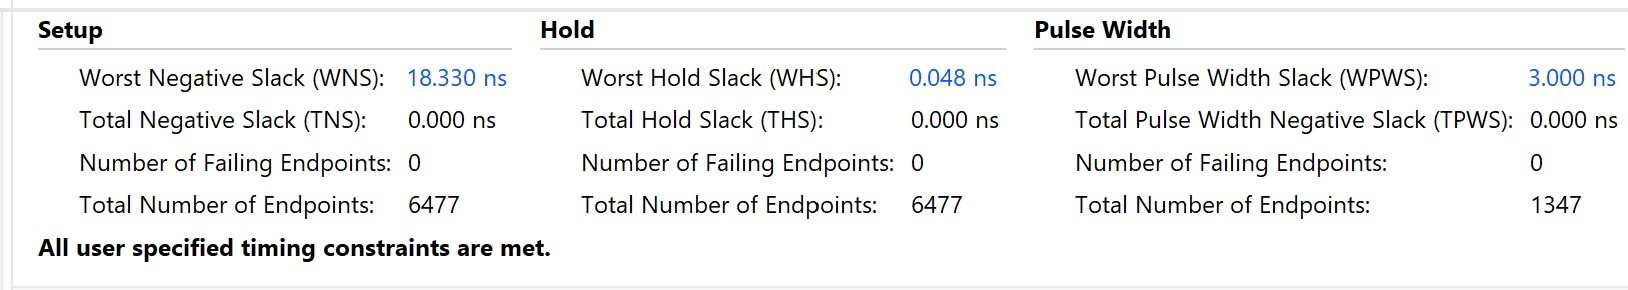 Setup Hold Pulse Width
Worst Negative Slack (WNS): 18.330 ns Worst Hold Slack (WHS): 0.048 ns Worst Pulse Width Slack (WPWS): 3.000 ns
Total Negative Slack (TNS): 0.000 ns Total Hold Slack (THS): 0.000 ns Total Pulse Width Negative Slack (TPWS): 0.000 ns
Number of Failing Endpoints: 0 Number of Failing Endpoints: 0 Number of Failing Endpoints: 0
Total Number of Endpoints: 6477 Total Number of Endpoints: 6477 Total Number of Endpoints: 1347
All user specified timing constraints are met.